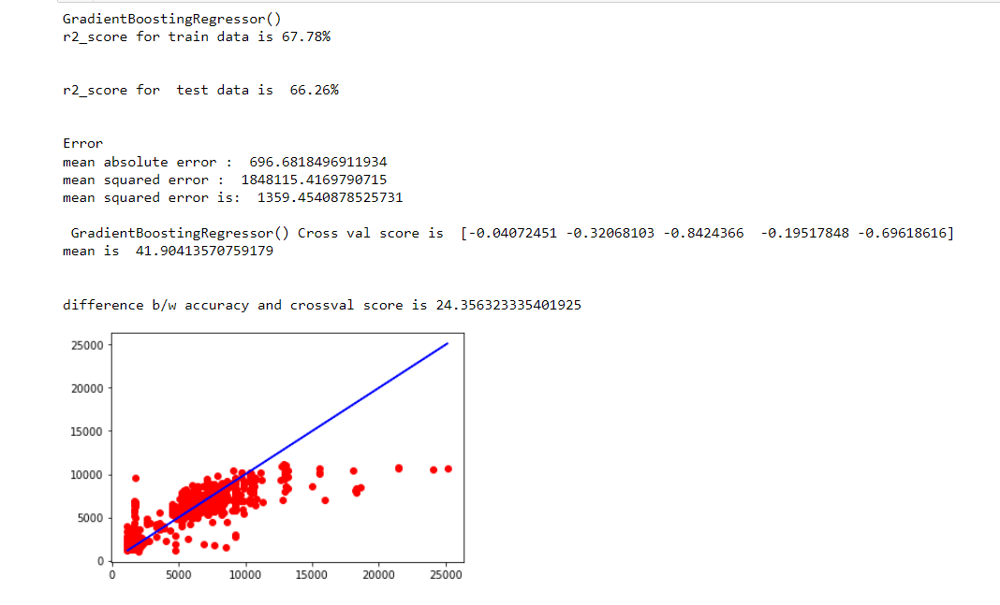 GradientBoostingRegressor()
r2_score for train data is 67.78%
r2_score for  test data is  66.26%
Error
mean absolute error :  696.6818496911934
mean squared error :  1848115.4169790715
mean squared error is:  1359.4540878525731
GradientBoostingRegressor() Cross val score is  [-0.04072451 -0.32068103 -0.8424366  -0.19517848 -0.69618616]
mean is  41.90413570759179
difference b/w accuracy and crossval score is 24.356323335401925
25000
20000
15000
10000
5000
0
0 5000 10000 15000 20000 25000